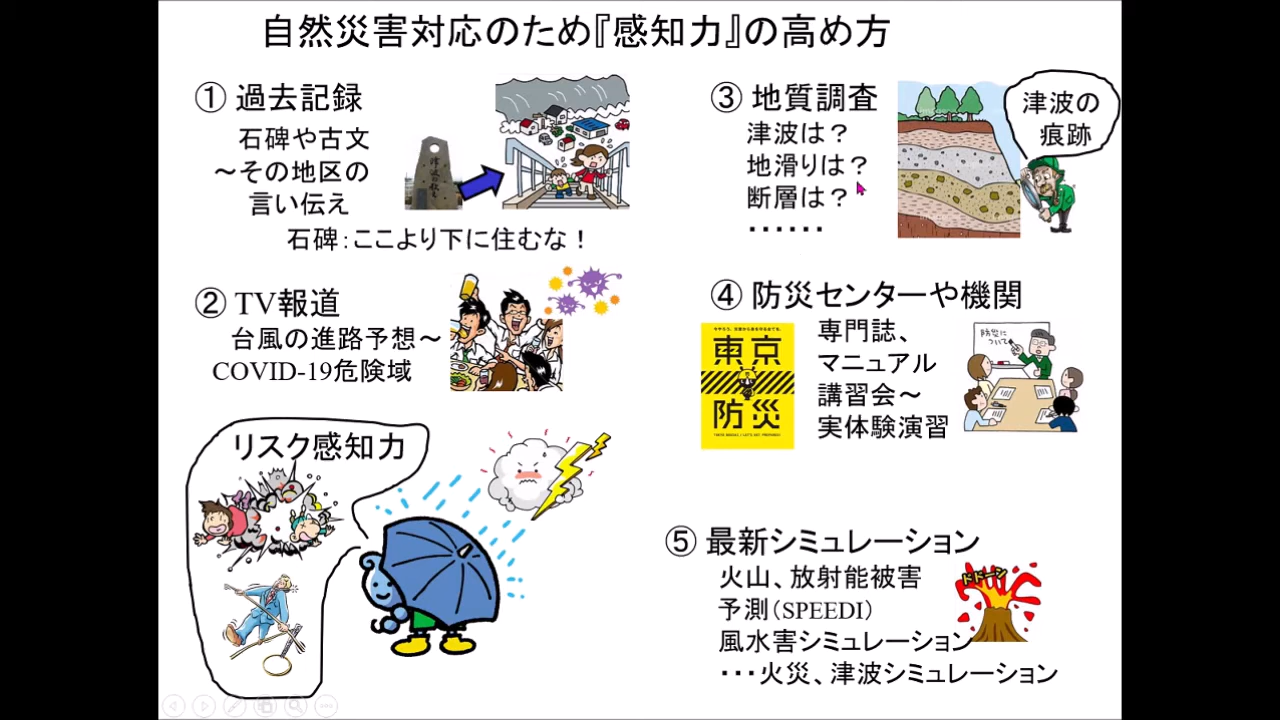 自然災害対応のため『感知力』の高め方
① 過去記録
石碑や古文
～その地区の
言い伝え
石碑：ここより下に住むな！
② TV報道
台風の進路予想～
COVID-19危険域
リスク感知力
③ 地質調査
津波は？
地滑りは？
断層は？
・・・・・・
津波の
痕跡
④ 防災センターや機関
東京
防災
専門誌、
マニュアル
講習会～
実体験演習
防災に
ついて
⑤ 最新シミュレーション
火山、放射能被害
予測（SPEEDI）
風水害シミュレーション
・・・火災、津波シミュレーション
ドドーン